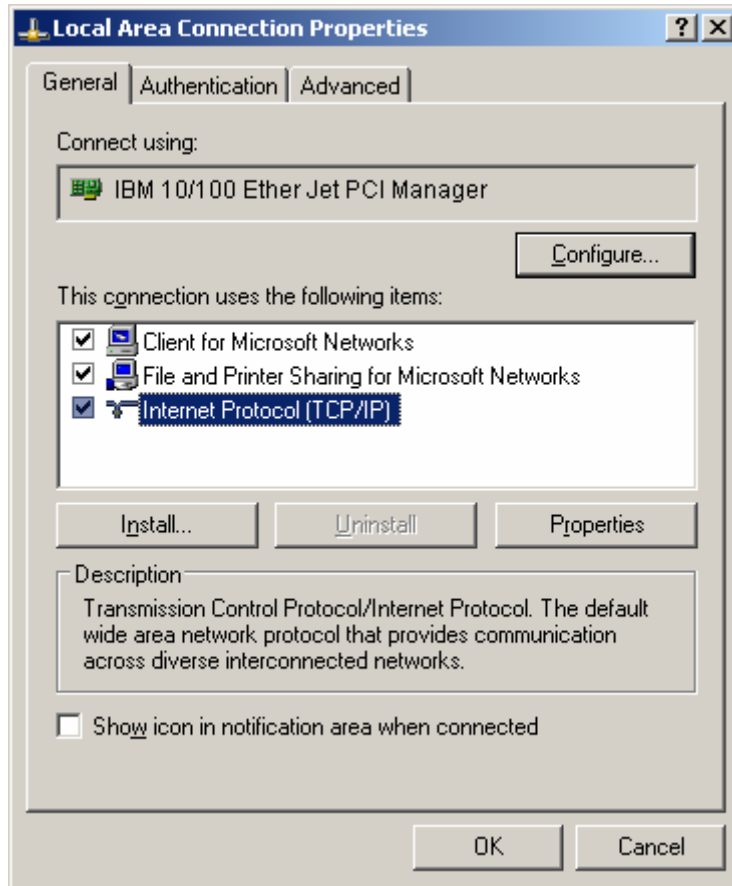 Local Area Connection Properties
?
X
General
Authentication
Advanced
Connect using:
IBM 10/100 Ether Jet PCI Manager
Configure...
This connection uses the following items:
Client for Microsoft Networks
File and Printer Sharing for Microsoft Networks
Internet Protocol (TCP/IP)
Install...
Uninstall
Properties
Description
Transmission Control Protocol/Internet Protocol. The default
wide area network protocol that provides communication
across diverse interconnected networks.
Show icon in notification area when connected
OK
Cancel